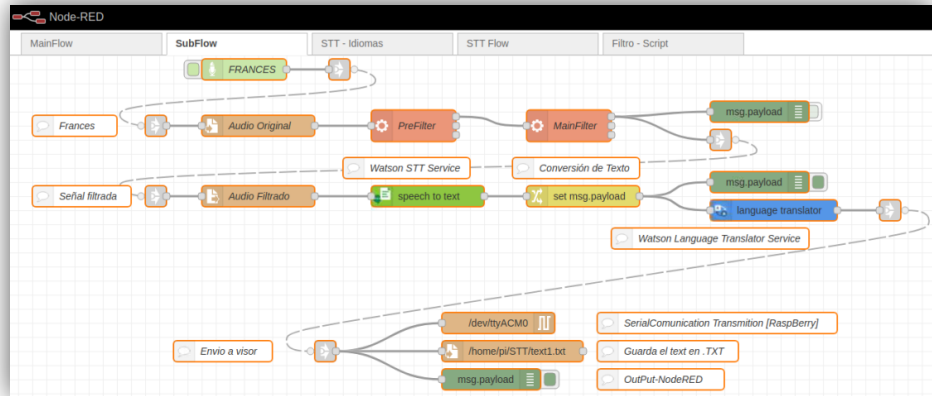 Node-RED
MainFlow
SubFlow
STT - Idiomas
STT Flow
Filtro - Script
FRANCES
msg.payload
Frances
Audio Original
PreFilter
MainFilter
Watson STT Service
Conversión de Texto
msg.payload
Señal filtrada
Audio Filtrado
speech to text
set msg.payload
language translator
Watson Language Translator Service
/dev/ttyACM0
SerialComunication Transmition [RaspBerry]
Envio a visor
/home/pi/STT/text1.txt
Guarda el text en .TXT
msg.payload
OutPut-NodeRED